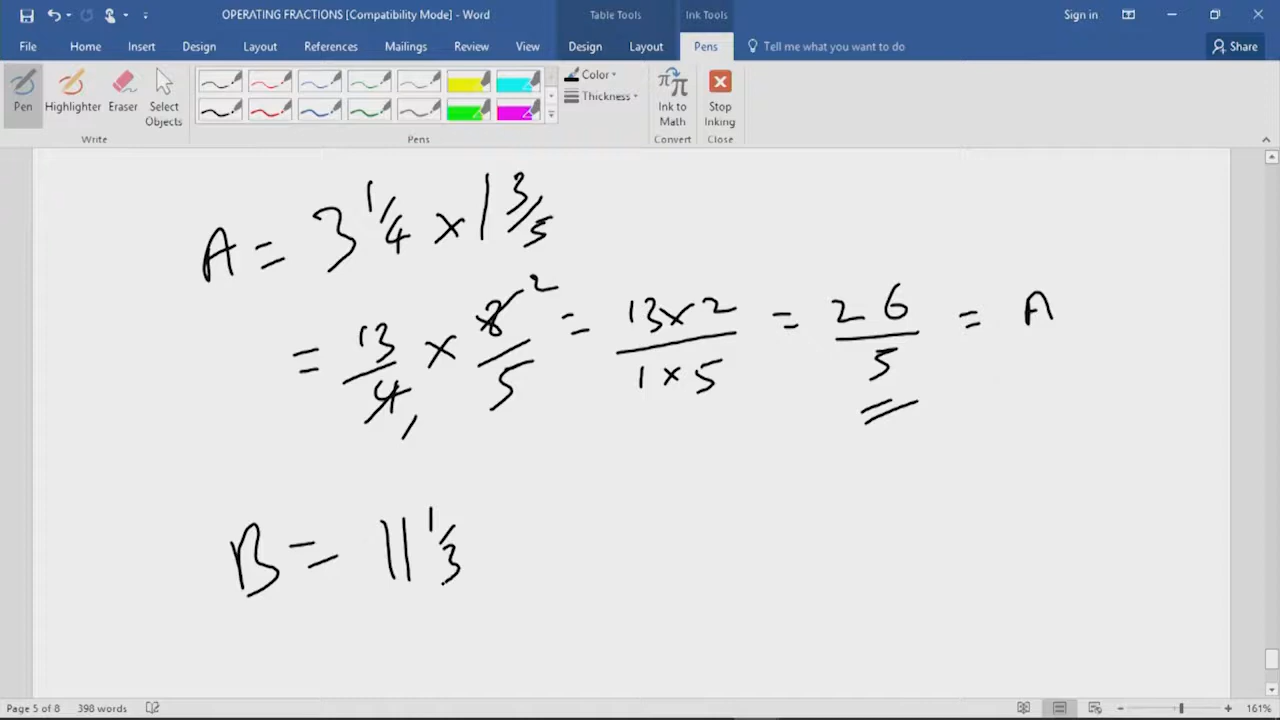 OPERATING FRACTIONS [Compatibility Mode] - Word
Table Tools
Ink Tools
Sign in
File Home Insert Design Layout References Mailings Review View Design Layout Pens Tell me what you want to do Share
Pen Highlighter Eraser Select Objects
Color
Thickness
Ink to Math
Stop Inking
Write Pens Convert Close
A = 3 1/4 × 1 3/5
= 13/4 × 8/5 2 = 13×2/1×5 = 26/5 = A
1
B = 11 1/3
Page 5 of 8 398 words 161%